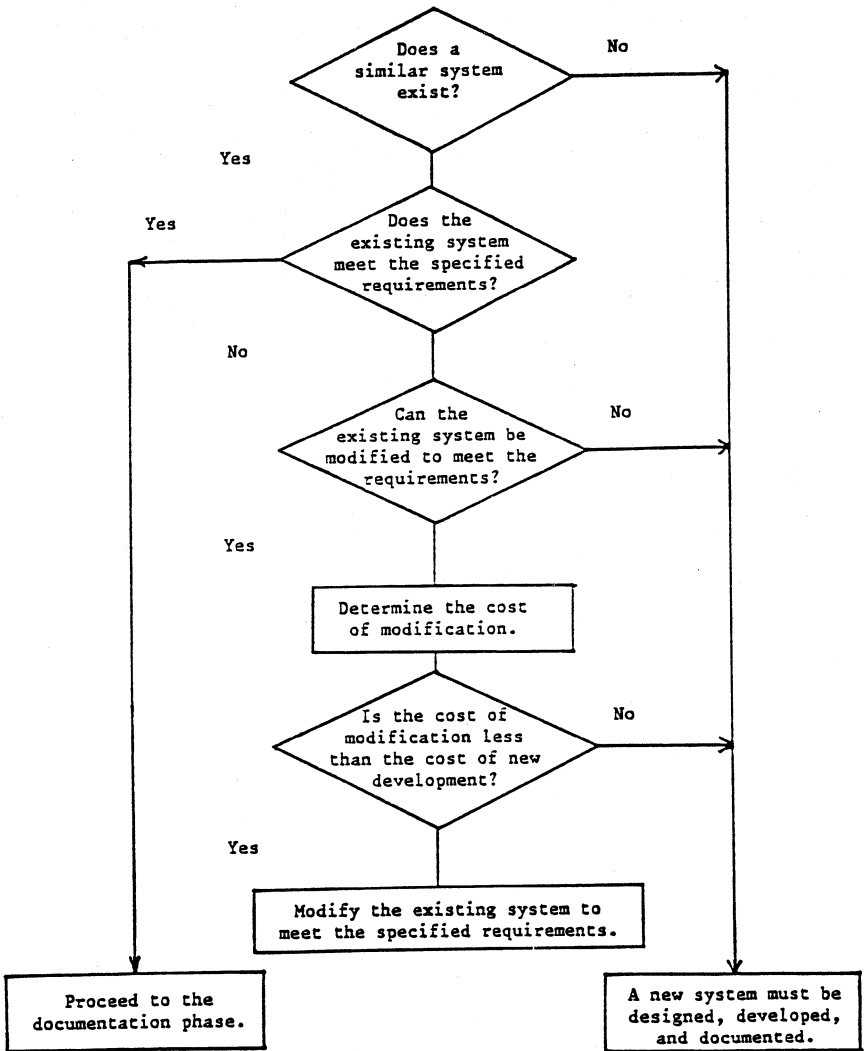 Does a
similar system
exist?
No
Yes
Yes
Does the
existing system
meet the specified
requirements?
No
Can the
existing system be
modified to meet the
requirements?
No
Yes
Determine the cost
of modification.
Is the cost of
modification less
than the cost of new
development?
No
Yes
Modify the existing system to
meet the specified requirements.
Proceed to the
documentation phase.
A new system must be
designed, developed,
and documented.